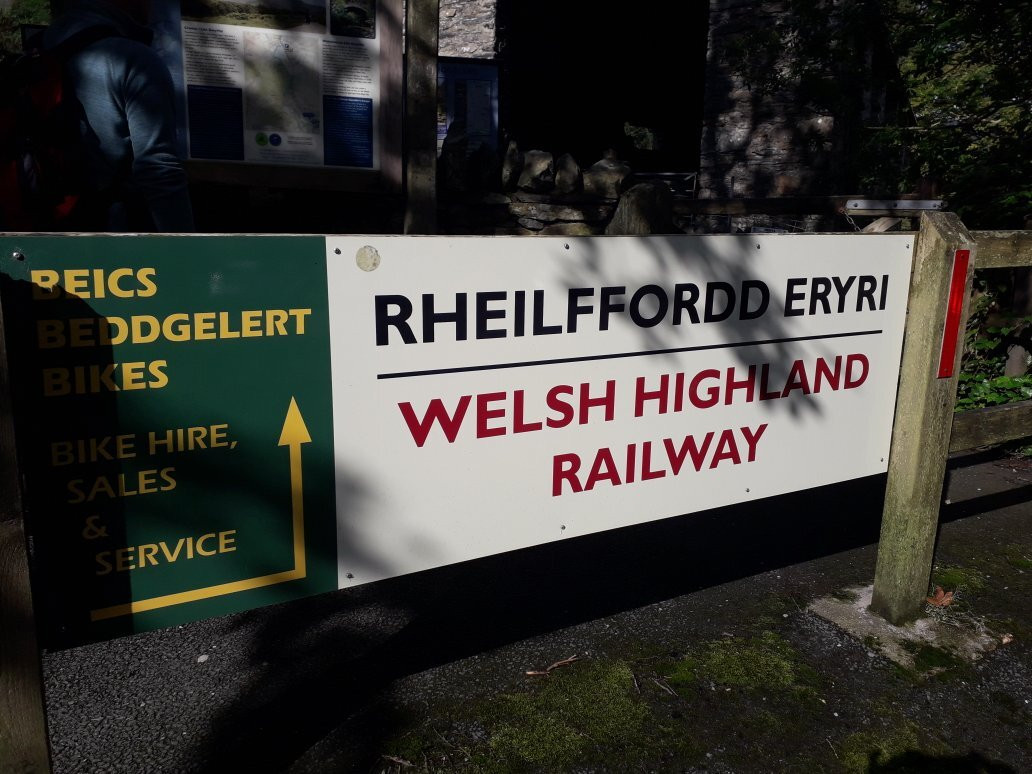 BEICS
BEDDGELERT
BIKES
BIKE HIRE,
SALES
&
SERVICE
RHEILFFORDD ERYRI
WELSH HIGHLAND
RAILWAY